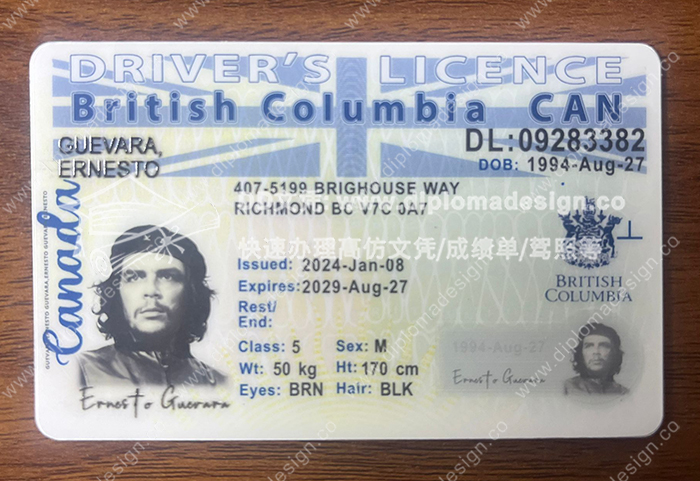 DRIVER'S LICENCE
British Columbia CAN
GUEVARA,
ERNESTO
DL:09283382
DOB: 1994-Aug-27
407-5199 BRIGHOUSE WAY
RICHMOND BC V7C 0A7
www.diplomadesign.co
快速办理高仿文凭/成绩单/驾照等
Canada
Issued: 2024-Jan-08
Expires: 2029-Aug-27
Rest/
End:
Class: 5 Sex: M
Wt: 50 kg Ht: 170 cm
Eyes: BRN Hair: BLK
BRITISH
COLUMBIA
1994-Aug-27
Ernesto Guevara
Ernesto Guevara